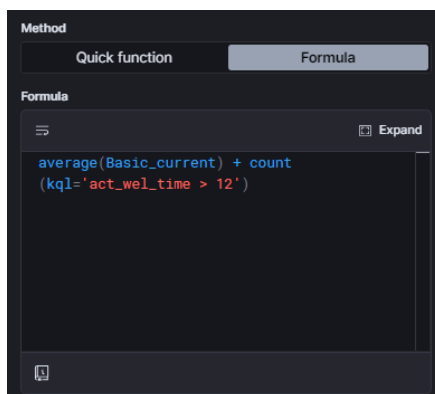 Method
Quick function Formula
Formula
Expand
average(Basic_current) + count
(kql='act_wel_time > 12')